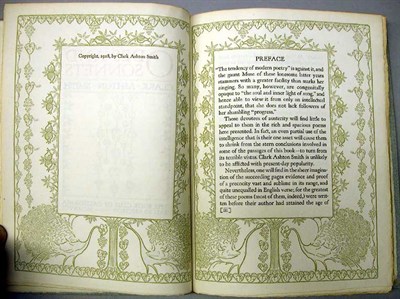 Copyright, 1918, by Clark Ashton Smith
PREFACE
"The tendency of modern poetry" is against it, and
the gaunt Muse of these lonesome later years
stammers with a greater facility than marks her
singing. So many, however, are congenitally
opaque to "the soul and inner light of song," and
hence able to view it from only an intellectual
standpoint, that she does not lack followers of
her shambling "progress."
Those devotees of austerity will find little to
appeal to them in the rich and spacious poems
here presented. In fact, an even partial use of the
intelligence that is their one asset will cause them
to shrink from the stern conclusions involved in
some of the passages of this book—to turn from
its terrible vistas. Clark Ashton Smith is unlikely
to be afflicted with present-day popularity.
Nevertheless, one will find in the sheer imagination
of the succeeding pages evidence and proof
of a precocity vast and sublime in its range, and
quite unequalled in English verse; for the greatest
of these poems (most of them, indeed,) were written
before their author had attained the age of